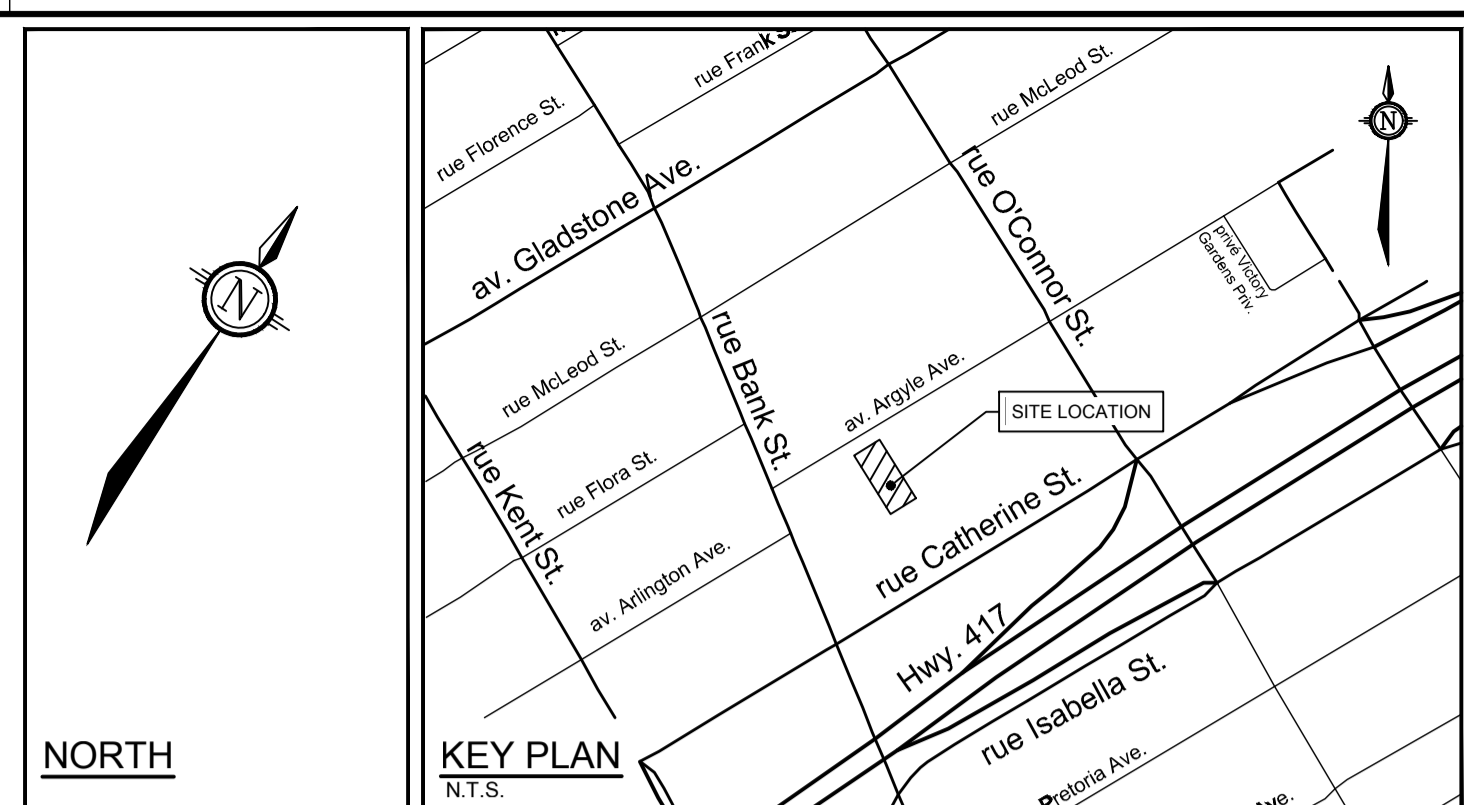 N
NORTH
rue Frank S
rue McLeod St.
rue Florence St.
N
av. Gladstone Ave.
rue O'Connor St.
privé Victory
Gardens Priv.
rue McLeod St.
rue Bank St.
av. Argyle Ave.
SITE LOCATION
rue Kent St.
rue Flora St.
rue Catherine St.
av. Arlington Ave.
Hwy. 417
rue Isabella St.
Pretoria Ave.
Ave.
KEY PLAN
N.T.S.